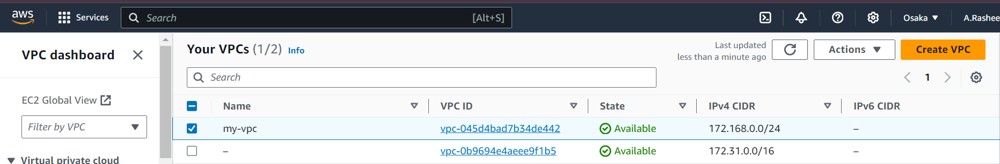 aws
Services
Search
[Alt+S]
Osaka
A.Rashee
VPC dashboard
EC2 Global View
Filter by VPC
Virtual private cloud
Your VPCs (1/2) Info
Last updated
less than a minute ago
Actions
Create VPC
Search
1
Name VPC ID State IPv4 CIDR IPv6 CIDR
my-vpc vpc-045d4bad7b34de442 Available 172.168.0.0/24 –
– vpc-0b9694e4aeee9f1b5 Available 172.31.0.0/16 –